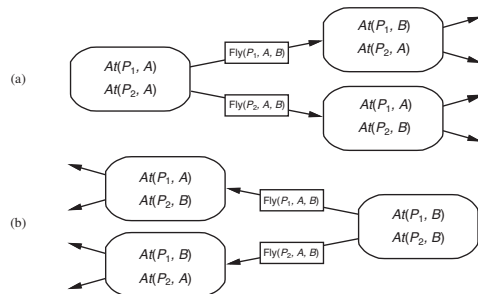 (a)
At(P₁, A)
At(P₂, A)
Fly(P₁, A, B)
Fly(P₂, A, B)
At(P₁, B)
At(P₂, A)
At(P₁, A)
At(P₂, B)
(b)
At(P₁, A)
At(P₂, B)
At(P₁, B)
At(P₂, A)
Fly(P₁, A, B)
Fly(P₂, A, B)
At(P₁, B)
At(P₂, B)